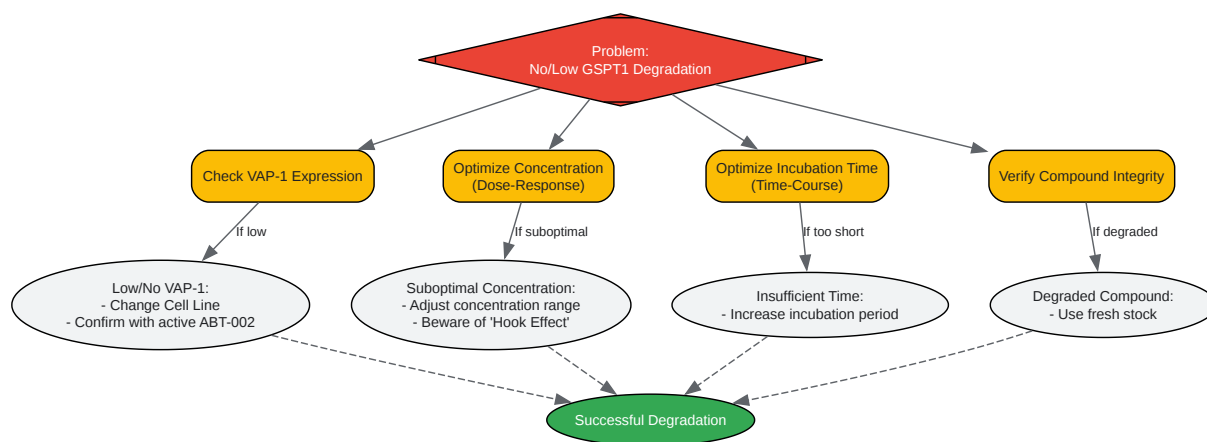 Problem:
No/Low GSPT1 Degradation
Check VAP-1 Expression
Optimize Concentration
(Dose-Response)
Optimize Incubation Time
(Time-Course)
Verify Compound Integrity
If low
If suboptimal
If too short
If degraded
Low/No VAP-1:
- Change Cell Line
- Confirm with active ABT-002
Suboptimal Concentration:
- Adjust concentration range
- Beware of 'Hook Effect'
Insufficient Time:
- Increase incubation period
Degraded Compound:
- Use fresh stock
Successful Degradation